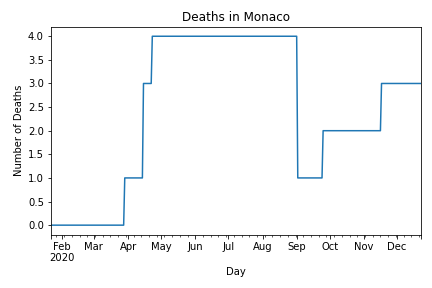 Deaths in Monaco
Number of Deaths
4.0
3.5
3.0
2.5
2.0
1.5
1.0
0.5
0.0
Feb Mar Apr May Jun Jul Aug Sep Oct Nov Dec
2020
Day